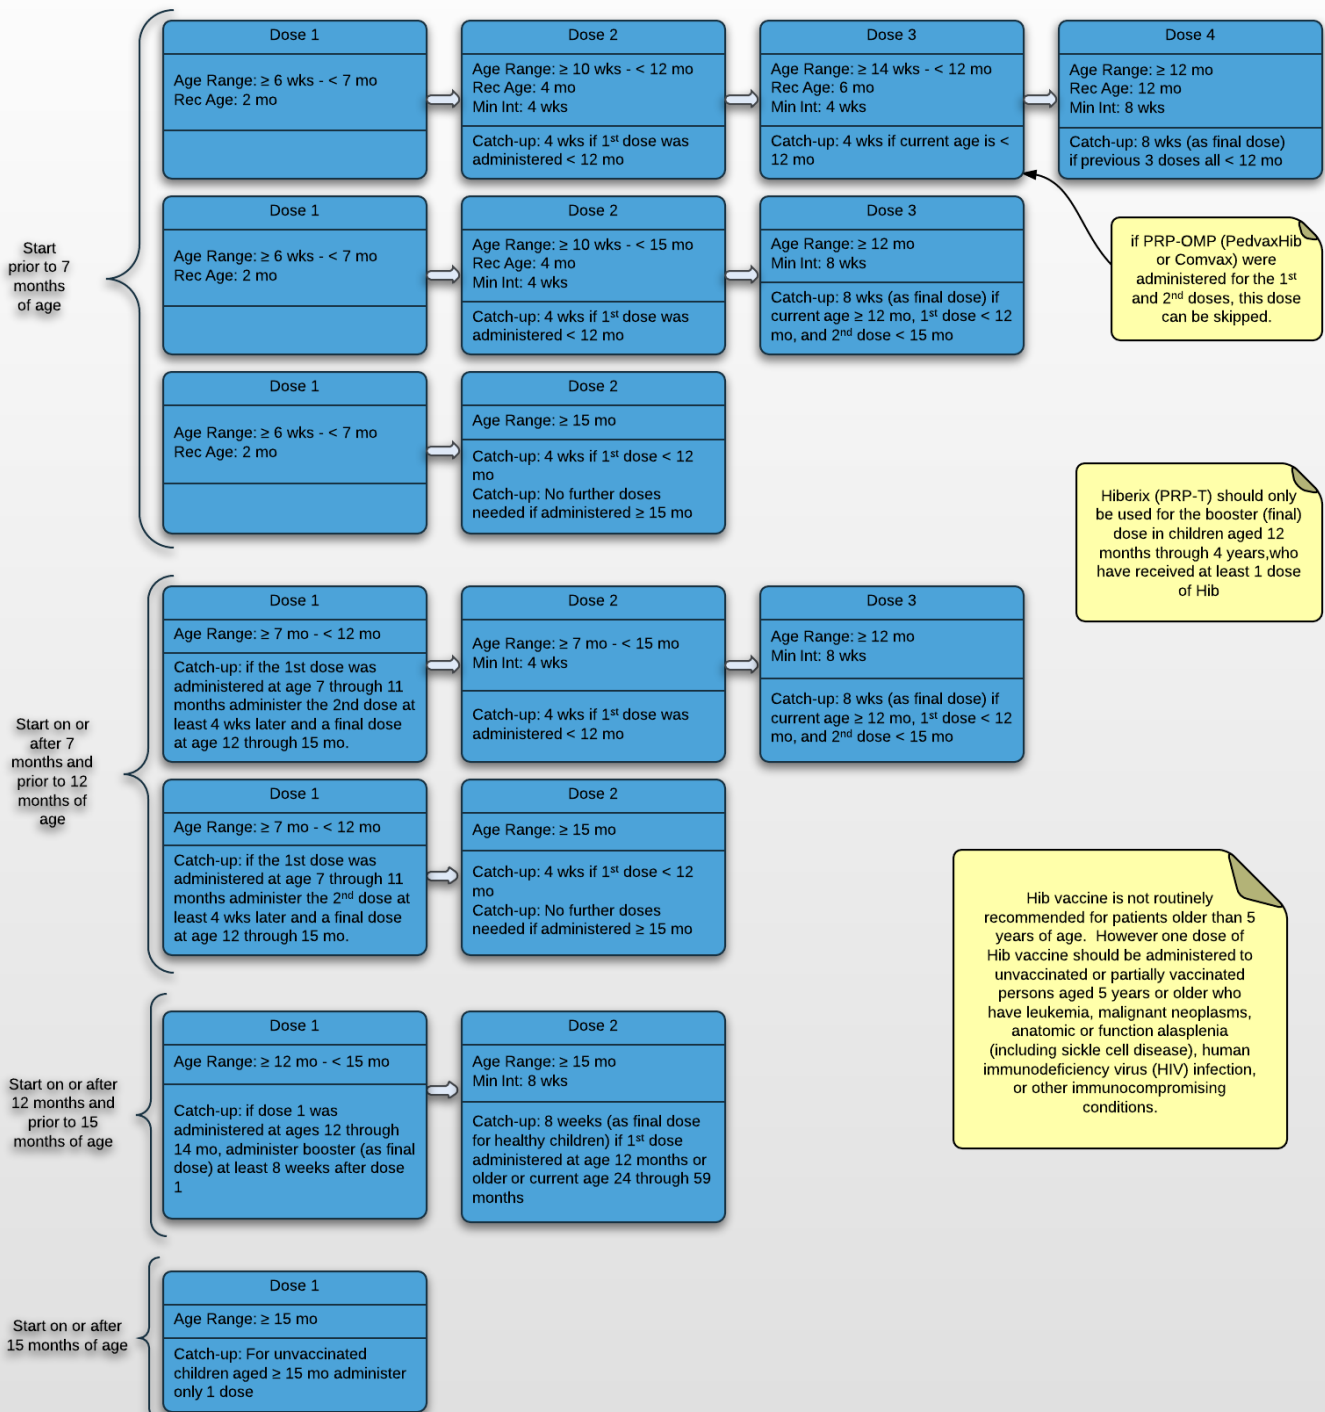 Start
prior to 7
months
of age
Dose 1
Age Range: ≥ 6 wks - < 7 mo
Rec Age: 2 mo
Dose 2
Age Range: ≥ 10 wks - < 12 mo
Rec Age: 4 mo
Min Int: 4 wks
Catch-up: 4 wks if 1st dose was
administered < 12 mo
Dose 3
Age Range: ≥ 14 wks - < 12 mo
Rec Age: 6 mo
Min Int: 4 wks
Catch-up: 4 wks if current age is <
12 mo
Dose 4
Age Range: ≥ 12 mo
Rec Age: 12 mo
Min Int: 8 wks
Catch-up: 8 wks (as final dose)
if previous 3 doses all < 12 mo
Dose 1
Age Range: ≥ 6 wks - < 7 mo
Rec Age: 2 mo
Dose 2
Age Range: ≥ 10 wks - < 15 mo
Rec Age: 4 mo
Min Int: 4 wks
Catch-up: 4 wks if 1st dose was
administered < 12 mo
Dose 3
Age Range: ≥ 12 mo
Min Int: 8 wks
Catch-up: 8 wks (as final dose) if
current age ≥ 12 mo, 1st dose < 12
mo, and 2nd dose < 15 mo
if PRP-OMP (PedvaxHib
or Comvax) were
administered for the 1st
and 2nd doses, this dose
can be skipped.
Dose 1
Age Range: ≥ 6 wks - < 7 mo
Rec Age: 2 mo
Dose 2
Age Range: ≥ 15 mo
Catch-up: 4 wks if 1st dose < 12
mo
Catch-up: No further doses
needed if administered ≥ 15 mo
Hiberix (PRP-T) should only
be used for the booster (final)
dose in children aged 12
months through 4 years,who
have received at least 1 dose
of Hib
Start on or
after 7
months and
prior to 12
months of
age
Dose 1
Age Range: ≥ 7 mo - < 12 mo
Catch-up: if the 1st dose was
administered at age 7 through 11
months administer the 2nd dose at
least 4 wks later and a final dose
at age 12 through 15 mo.
Dose 2
Age Range: ≥ 7 mo - < 15 mo
Min Int: 4 wks
Catch-up: 4 wks if 1st dose was
administered < 12 mo
Dose 3
Age Range: ≥ 12 mo
Min Int: 8 wks
Catch-up: 8 wks (as final dose) if
current age ≥ 12 mo, 1st dose < 12
mo, and 2nd dose < 15 mo
Dose 1
Age Range: ≥ 7 mo - < 12 mo
Catch-up: if the 1st dose was
administered at age 7 through 11
months administer the 2nd dose at
least 4 wks later and a final dose
at age 12 through 15 mo.
Dose 2
Age Range: ≥ 15 mo
Catch-up: 4 wks if 1st dose < 12
mo
Catch-up: No further doses
needed if administered ≥ 15 mo
Hib vaccine is not routinely
recommended for patients older than 5
years of age. However one dose of
Hib vaccine should be administered to
unvaccinated or partially vaccinated
persons aged 5 years or older who
have leukemia, malignant neoplasms,
anatomic or function alasplenia
(including sickle cell disease), human
immunodeficiency virus (HIV) infection,
or other immunocompromising
conditions.
Start on or after
12 months and
prior to 15
months of age
Dose 1
Age Range: ≥ 12 mo - < 15 mo
Catch-up: if dose 1 was
administered at ages 12 through
14 mo, administer booster (as final
dose) at least 8 weeks after dose
1
Dose 2
Age Range: ≥ 15 mo
Min Int: 8 wks
Catch-up: 8 weeks (as final dose
for healthy children) if 1st dose
administered at age 12 months or
older or current age 24 through 59
months
Start on or after
15 months of age
Dose 1
Age Range: ≥ 15 mo
Catch-up: For unvaccinated
children aged ≥ 15 mo administer
only 1 dose